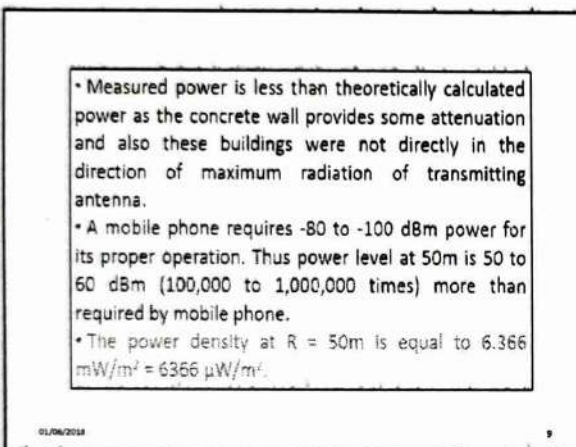 • Measured power is less than theoretically calculated
power as the concrete wall provides some attenuation
and also these buildings were not directly in the
direction of maximum radiation of transmitting
antenna.
• A mobile phone requires -80 to -100 dBm power for
its proper operation. Thus power level at 50m is 50 to
60 dBm (100,000 to 1,000,000 times) more than
required by mobile phone.
• The power density at R = 50m is equal to 6.366
mW/m² = 6366 µW/m².
01/06/2018
9